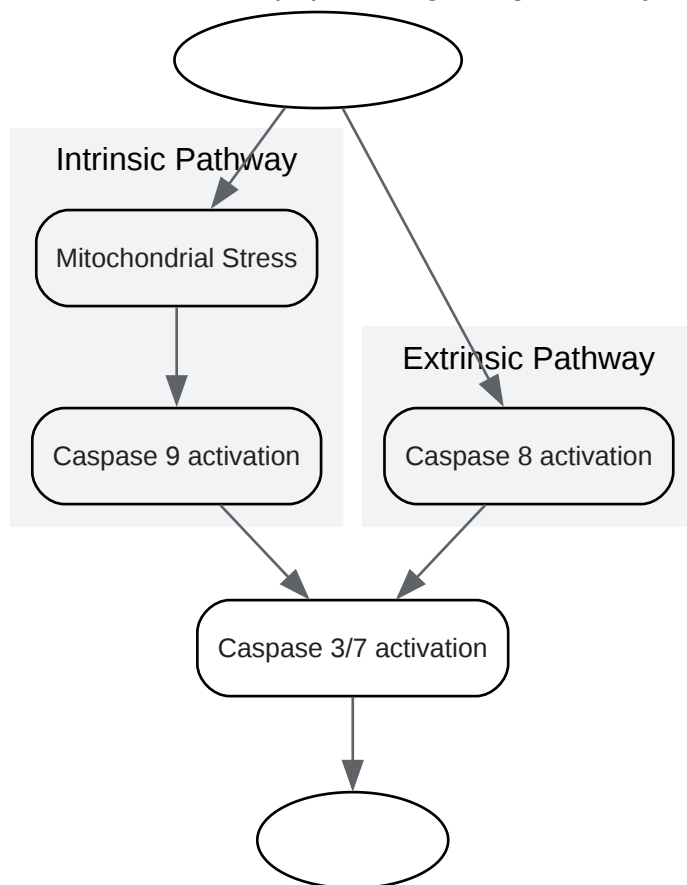 Intrinsic Pathway
Mitochondrial Stress
Extrinsic Pathway
Caspase 9 activation
Caspase 8 activation
Caspase 3/7 activation